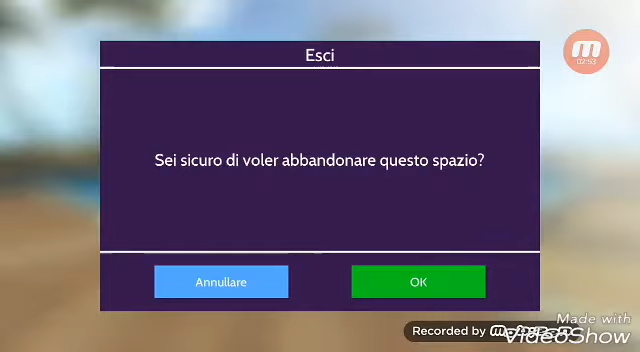 Esci
02:53
Sei sicuro di voler abbandonare questo spazio?
Annullare
OK
Made with
Recorded by
VideoShow